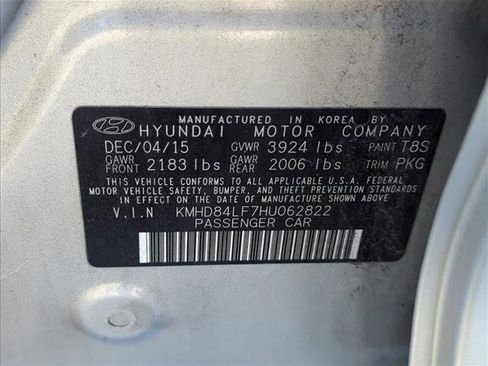 MANUFACTURED IN KOREA BY
HYUNDAI MOTOR COMPANY
DEC/04/15 GVWR 3924 lbs PAINT T8S
GAWR FRONT 2183 lbs GAWR REAR 2006 lbs TRIM PKG
THIS VEHICLE CONFORMS TO ALL APPLICABLE U.S.A. FEDERAL
MOTOR VEHICLE SAFETY, BUMPER, AND THEFT PREVENTION
STANDARDS IN EFFECT ON THE DATE OF MANUFACTURE SHOWN ABOVE.
V.I.N KMHD84LF7HU062822
PASSENGER CAR